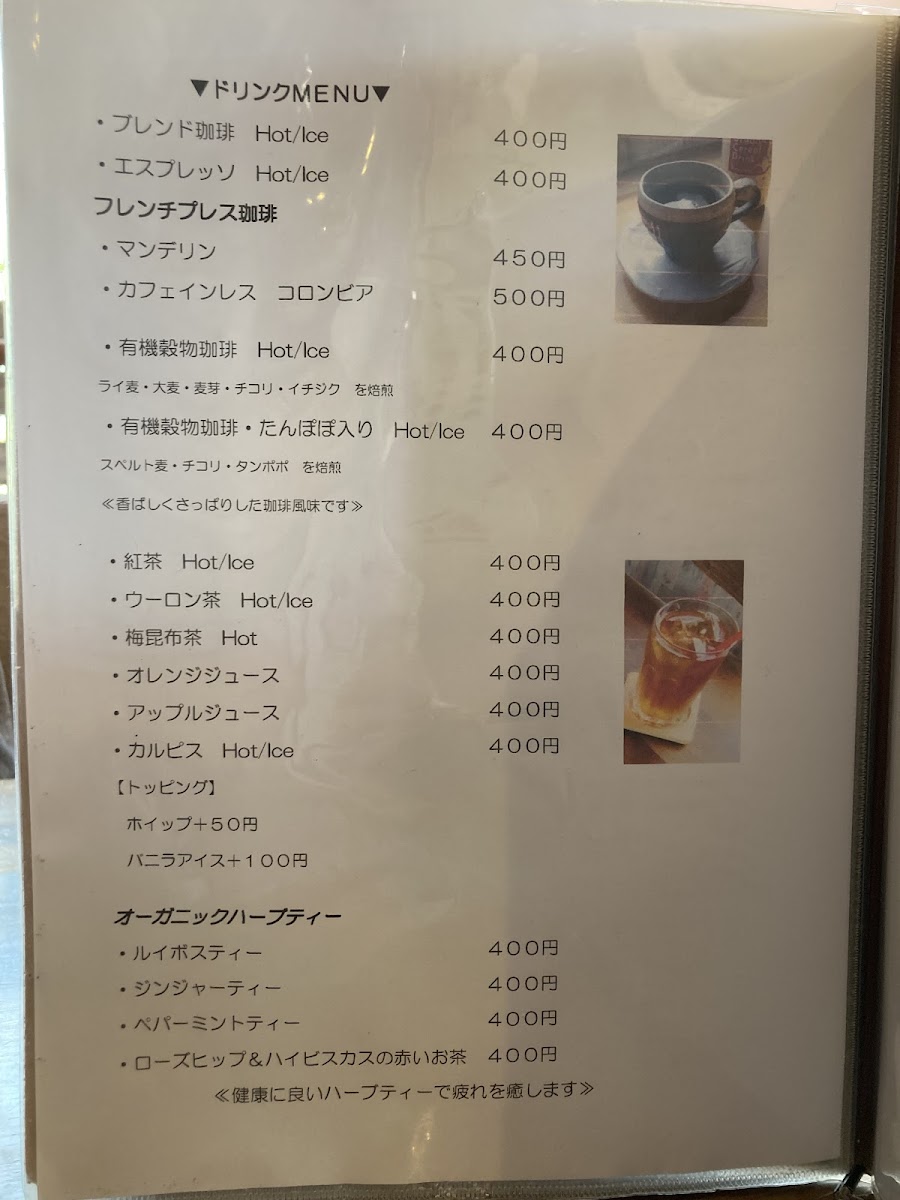 ▼ドリンクMENU▼
・ブレンド珈琲　Hot/Ice　400円
・エスプレッソ　Hot/Ice　400円
フレンチプレス珈琲
・マンデリン　450円
・カフェインレス　コロンビア　500円
・有機穀物珈琲　Hot/Ice　400円
ライ麦・大麦・麦芽・チコリ・イチジク　を焙煎
・有機穀物珈琲・たんぽぽ入り　Hot/Ice　400円
スペルト麦・チコリ・タンポポ　を焙煎
≪香ばしくさっぱりした珈琲風味です≫
・紅茶　Hot/Ice　400円
・ウーロン茶　Hot/Ice　400円
・梅昆布茶　Hot　400円
・オレンジジュース　400円
・アップルジュース　400円
・カルピス　Hot/Ice　400円
【トッピング】
ホイップ＋50円
バニラアイス＋100円
オーガニックハーブティー
・ルイボスティー　400円
・ジンジャーティー　400円
・ペパーミントティー　400円
・ローズヒップ＆ハイビスカスの赤いお茶　400円
≪健康に良いハーブティーで疲れを癒します≫